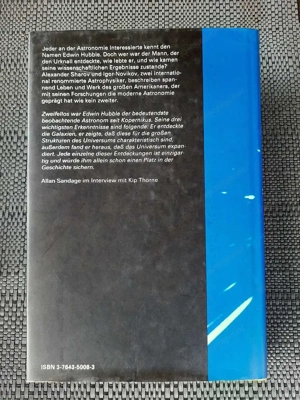 Jeder an der Astronomie Interessierte kennt den
Namen Edwin Hubble. Doch wer war der Mann, der
den Urknall entdeckte, wie lebte er, und wie kamen
seine wissenschaftlichen Ergebnisse zustande?
Alexander Sharov und Igor Novikov, zwei internatio-
nal renommierte Astrophysiker, beschreiben span-
nend Leben und Werk des großen Amerikaners, der
mit seinen Forschungen die moderne Astronomie
geprägt hat wie kein zweiter.
Zweifellos war Edwin Hubble der bedeutendste
beobachtende Astronom seit Kopernikus. Seine drei
wichtigsten Erkenntnisse sind folgende: Er entdeckte
die Galaxien, er zeigte, daß diese für die großen
Strukturen des Universums charakteristisch sind,
außerdem fand er heraus, daß das Universum expan-
diert. Jede einzelne dieser Entdeckungen ist einzigar-
tig und würde ihm allein schon einen Platz in der
Geschichte sichern.
Allan Sandage im Interview mit Kip Thorne
ISBN 3-7643-5008-3